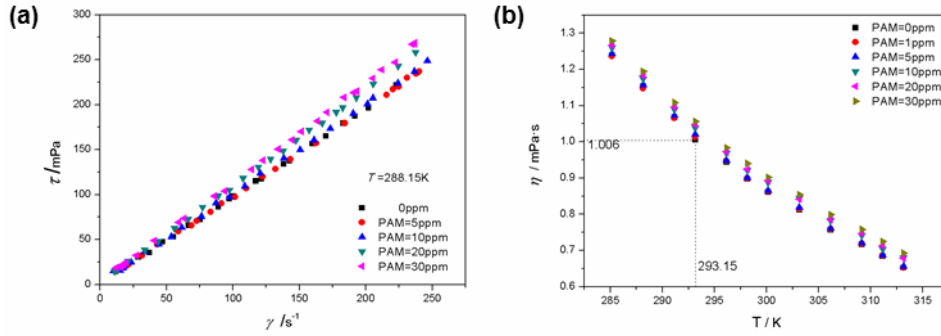 (a)
τ /mPa
300
250
200
150
100
50
0
T=288.15K
0ppm
PAM=5ppm
PAM=10ppm
PAM=20ppm
PAM=30ppm
0 50 100 150 200 250
γ /s⁻¹
(b)
η / mPa·s
1.3
1.2
1.1
1.0
0.9
0.8
0.7
0.6
PAM=0ppm
PAM=1ppm
PAM=5ppm
PAM=10ppm
PAM=20ppm
PAM=30ppm
1.006
293.15
285 290 295 300 305 310 315
T / K